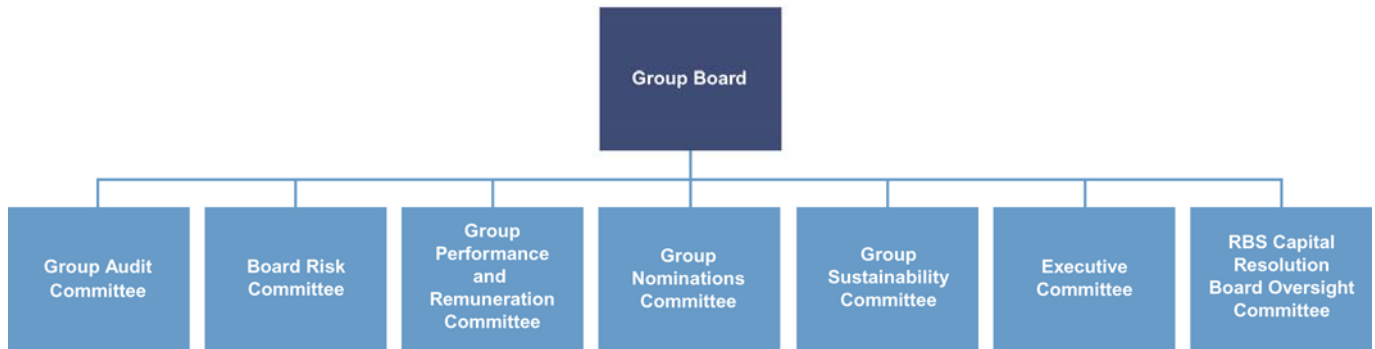 Group Board
Group Audit
Committee
Board Risk
Committee
Group
Performance
and
Remuneration
Committee
Group
Nominations
Committee
Group
Sustainability
Committee
Executive
Committee
RBS Capital
Resolution
Board Oversight
Committee